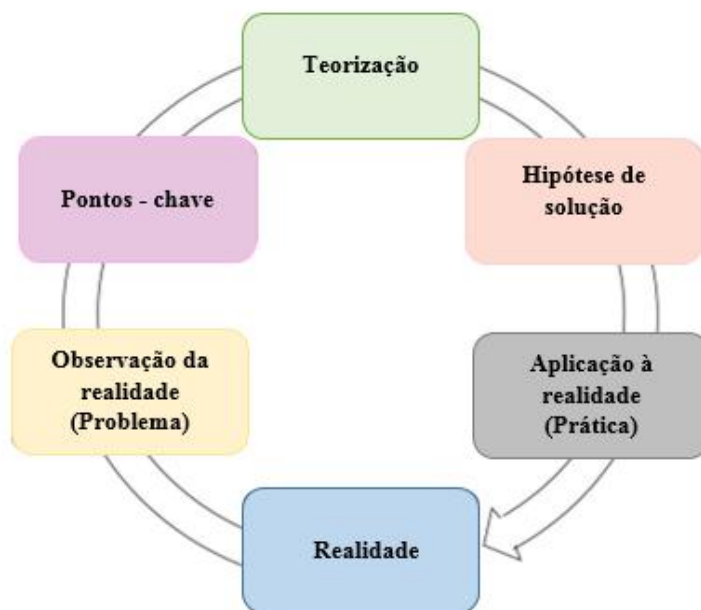 Teorização
Pontos - chave
Hipótese de
solução
Observação da
realidade
(Problema)
Aplicação à
realidade
(Prática)
Realidade